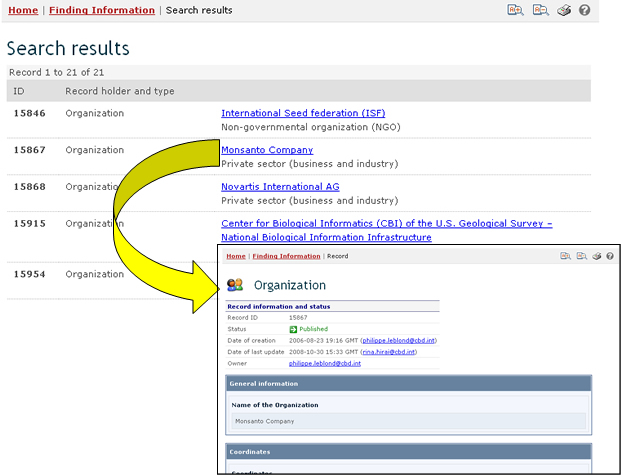 Home | Finding Information | Search results
Search results
Record 1 to 21 of 21
ID Record holder and type
15846 Organization International Seed federation (ISF)
Non-governmental organization (NGO)
15867 Organization Monsanto Company
Private sector (business and industry)
15868 Organization Novartis International AG
Private sector (business and industry)
15915 Organization Center for Biological Informatics (CBI) of the U.S. Geological Survey –
National Biological Information Infrastructure
15954 Organization
Home | Finding Information | Record
Organization
Record information and status
Record ID 15867
Status Published
Date of creation 2006-08-23 19:16 GMT (philippe.leblond@cbd.int)
Date of last update 2008-10-30 15:33 GMT (rina.hirai@cbd.int)
Owner philippe.leblond@cbd.int
General information
Name of the Organization
Monsanto Company
Coordinates
Coordinates